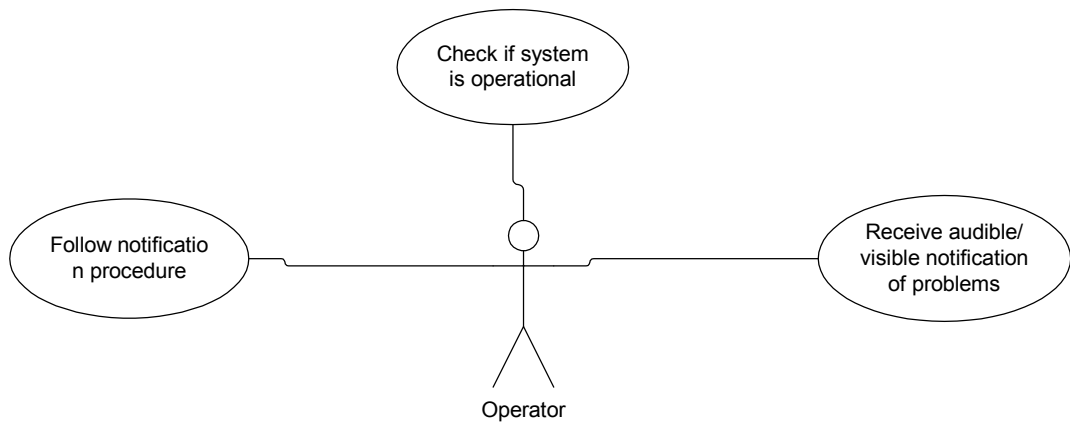 Check if system
is operational
Follow notificatio
n procedure
Receive audible/
visible notification
of problems
Operator